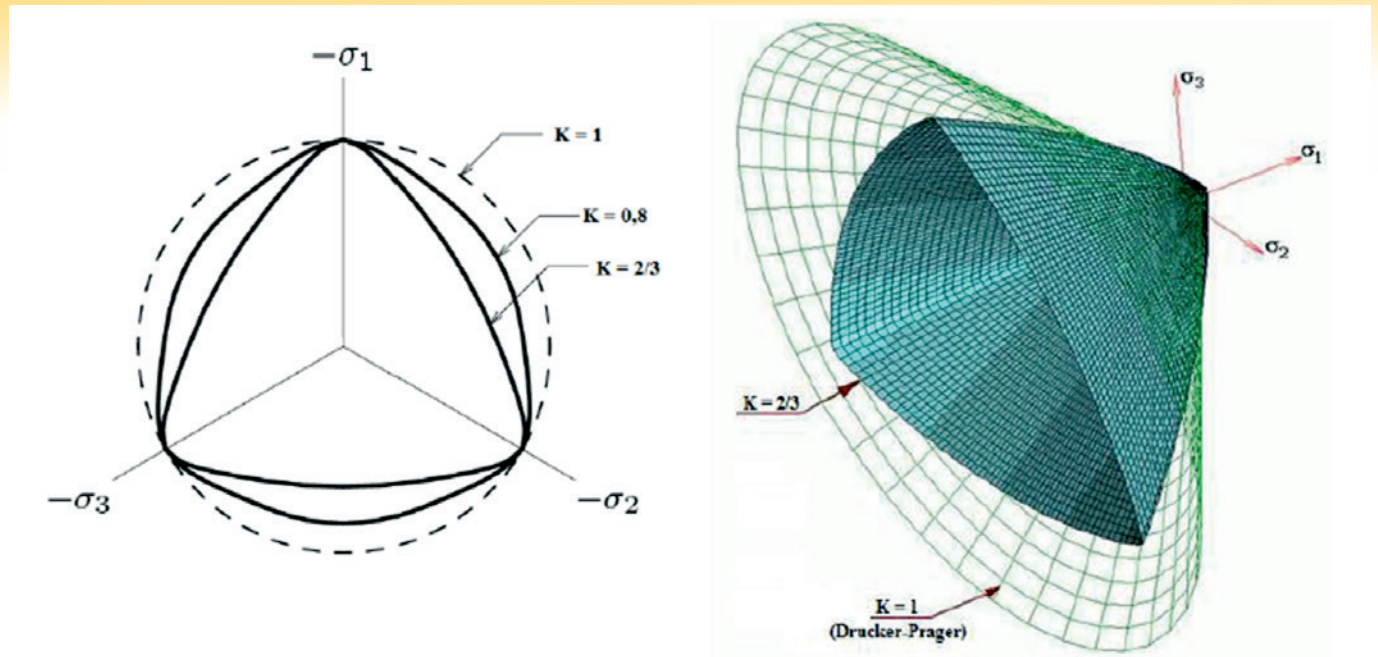 −σ₁
K = 1
K = 0,8
K = 2/3
−σ₃
−σ₂
σ₃
σ₁
σ₂
K = 2/3
K = 1
(Drucker-Prager)